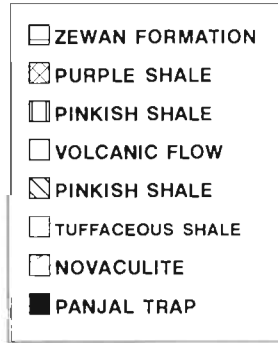 ZEWAN FORMATION
PURPLE SHALE
PINKISH SHALE
VOLCANIC FLOW
PINKISH SHALE
TUFFACEOUS SHALE
NOVACULITE
PANJAL TRAP